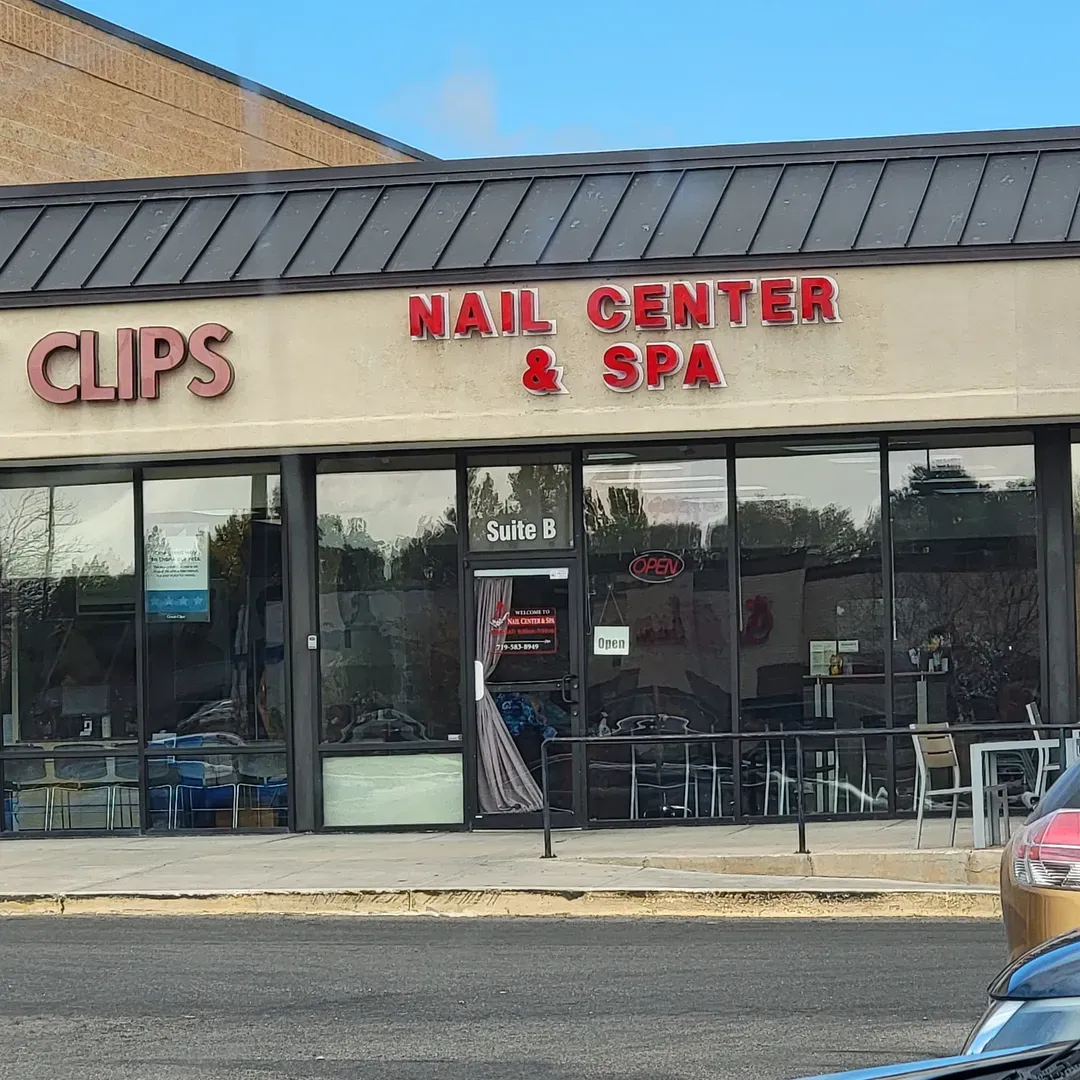 CLIPS
NAIL CENTER
& SPA
Suite B
OPEN
WELCOME TO
NAIL CENTER & SPA
719-583-8949
Open